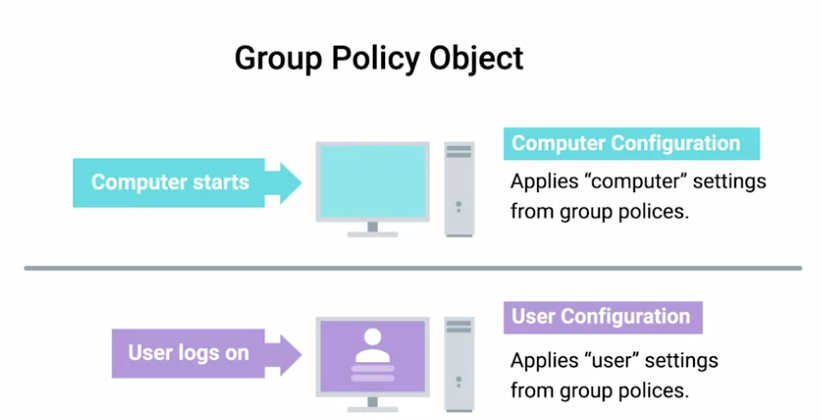 Group Policy Object
Computer starts
Computer Configuration
Applies “computer” settings
from group polices.
User logs on
User Configuration
Applies “user” settings
from group polices.